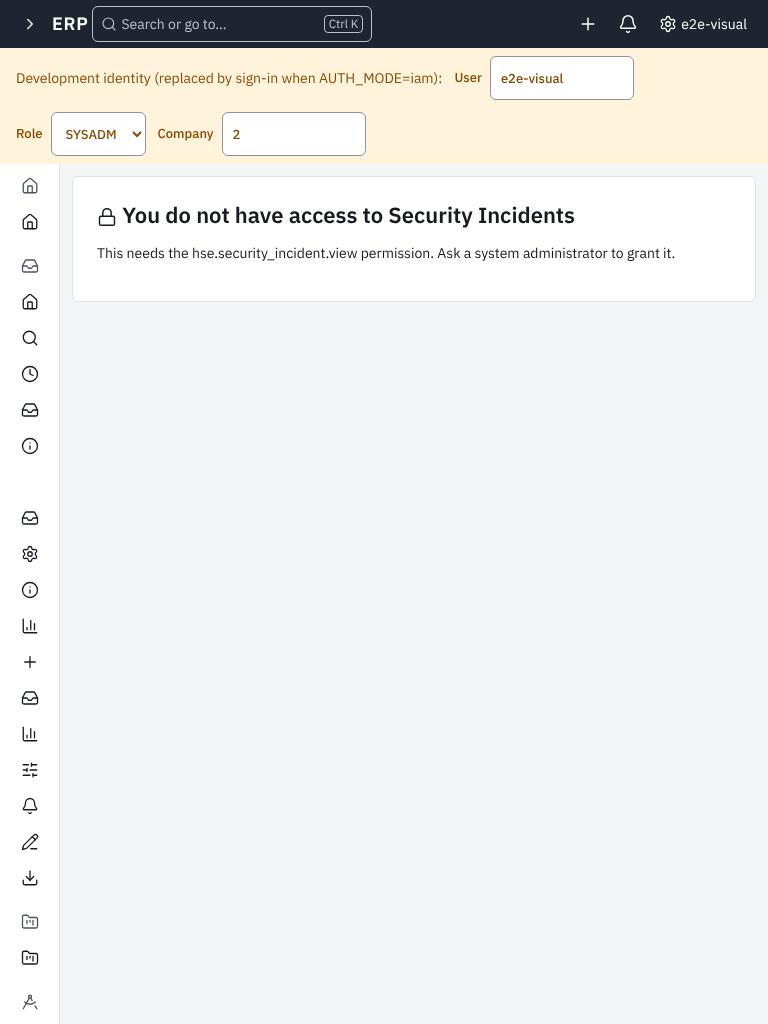 ERP
Search or go to...
Ctrl K
e2e-visual
Development identity (replaced by sign-in when AUTH_MODE=iam):
User
e2e-visual
Role
SYSADM
Company
2
You do not have access to Security Incidents
This needs the hse.security_incident.view permission. Ask a system administrator to grant it.